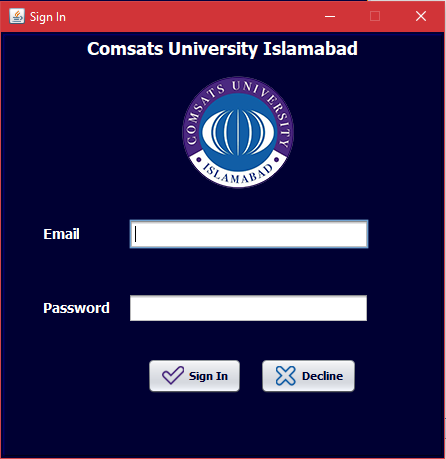 Sign In
Comsats University Islamabad
COMSATS UNIVERSITY
ISLAMABAD
Email
Password
Sign In
Decline